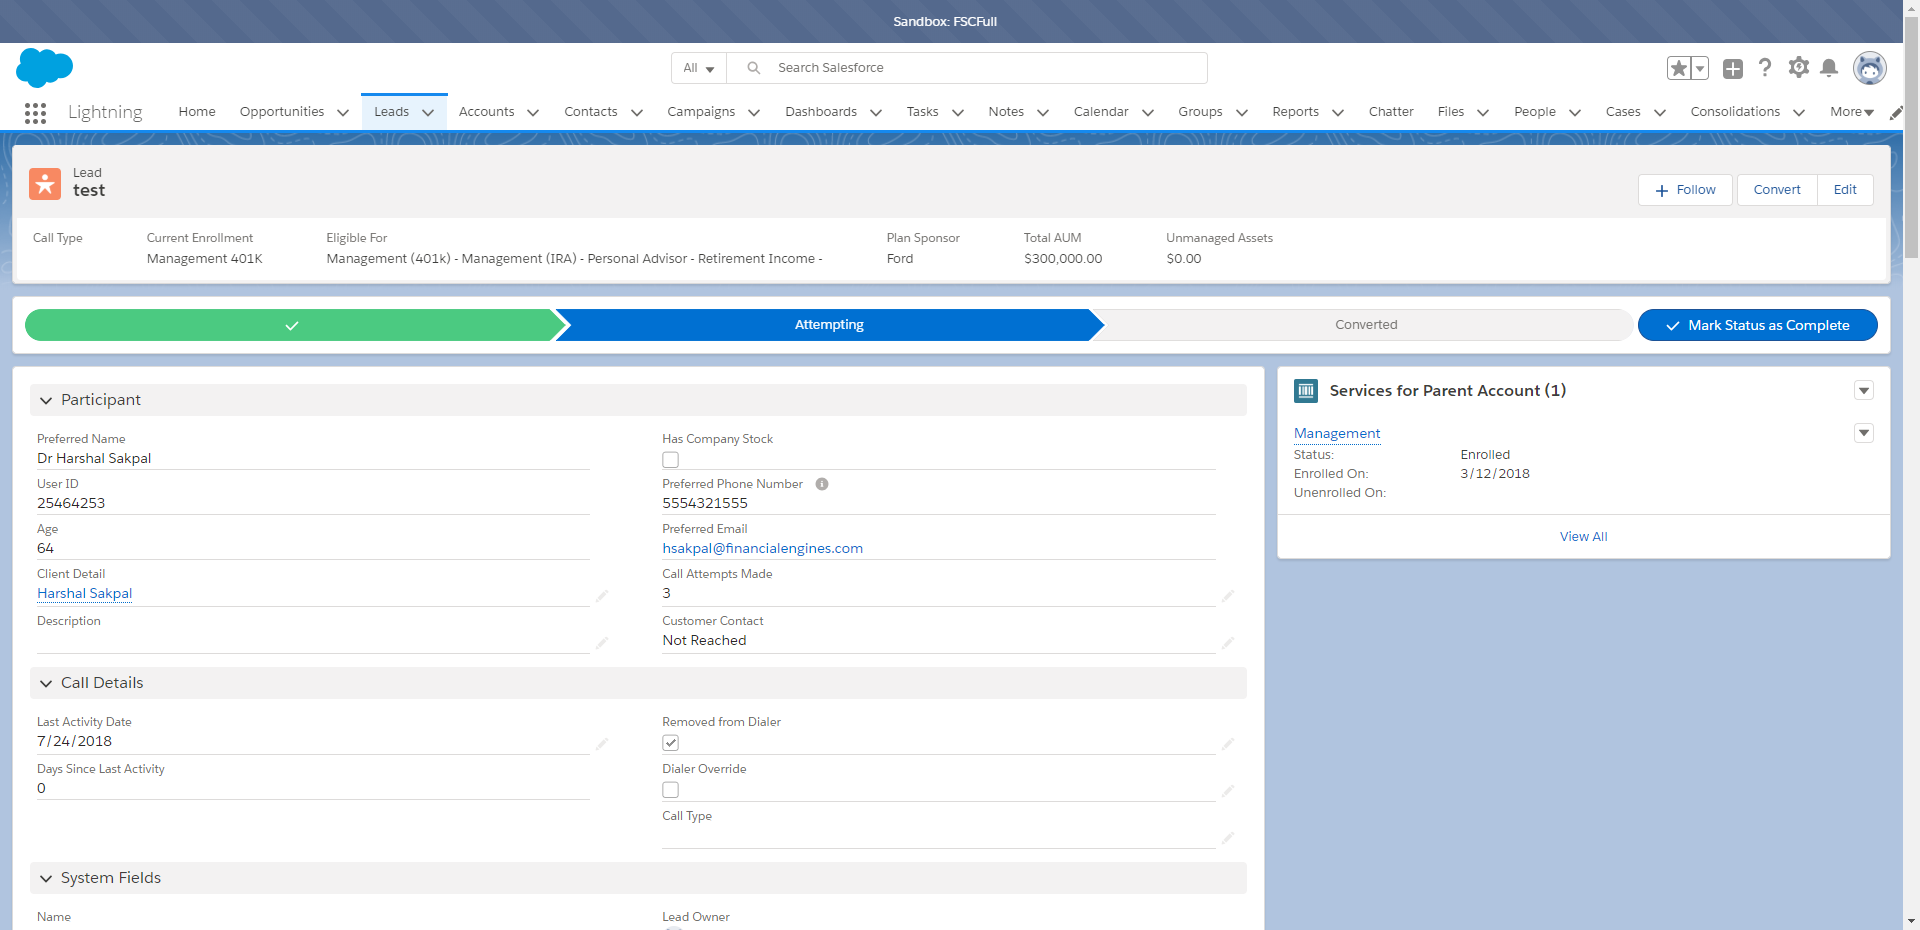 Sandbox: FSCFull
All
Search Salesforce
Lightning Home Opportunities Leads Accounts Contacts Campaigns Dashboards Tasks Notes Calendar Groups Reports Chatter Files People Cases Consolidations More
Lead
test
Follow Convert Edit
Call Type Current Enrollment Eligible For Plan Sponsor Total AUM Unmanaged Assets
Management 401K Management (401k) - Management (IRA) - Personal Advisor - Retirement Income - Ford $300,000.00 $0.00
Attempting Converted Mark Status as Complete
Participant
Preferred Name
Dr Harshal Sakpal
User ID
25464253
Age
64
Client Detail
Harshal Sakpal
Description
Has Company Stock
Preferred Phone Number
5554321555
Preferred Email
hsakpal@financialengines.com
Call Attempts Made
3
Customer Contact
Not Reached
Call Details
Last Activity Date
7/24/2018
Days Since Last Activity
0
Removed from Dialer
Dialer Override
Call Type
System Fields
Name
Lead Owner
Services for Parent Account (1)
Management
Status: Enrolled
Enrolled On: 3/12/2018
Unenrolled On:
View All